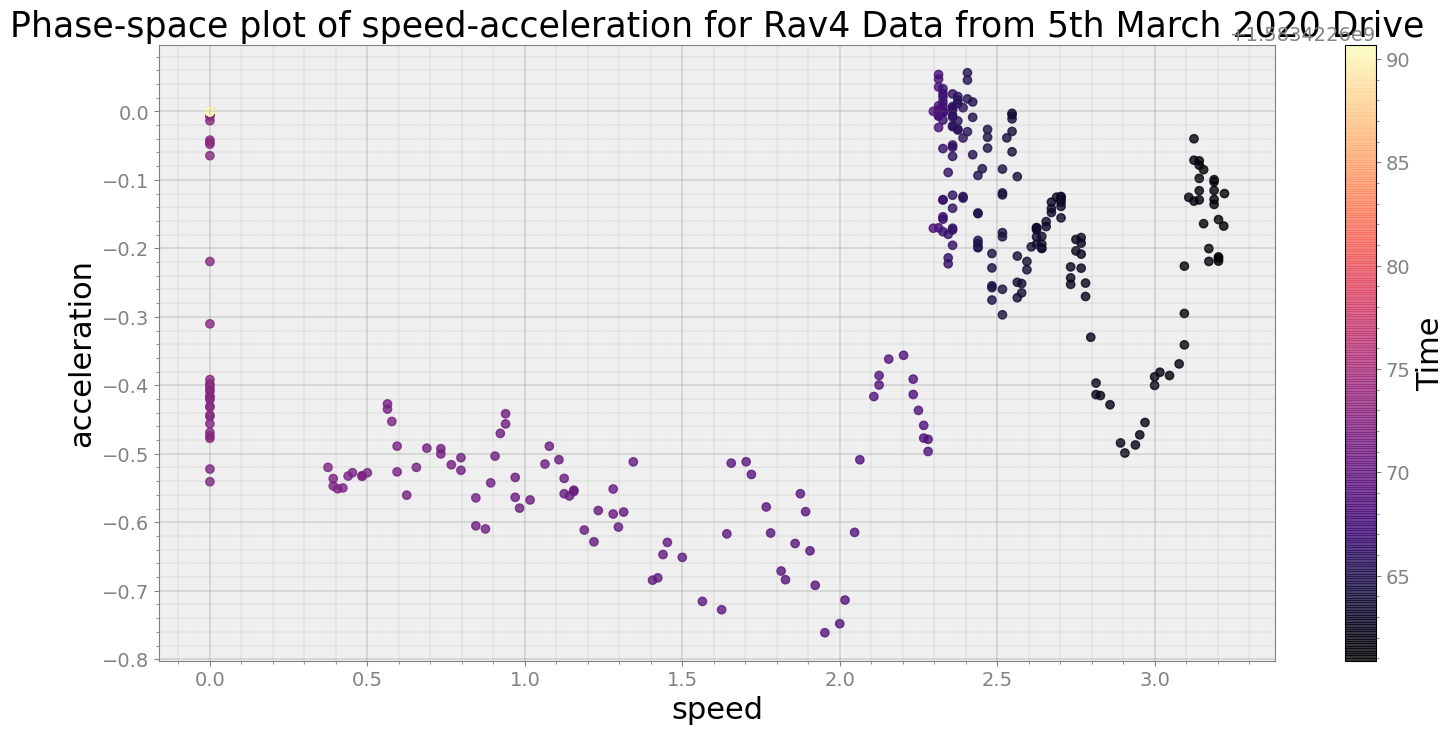 Phase-space plot of speed-acceleration for Rav4 Data from 5th March 2020 Drive
+1.5834226e9
90
85
80
75
70
65
Time
0.0
−0.1
−0.2
−0.3
−0.4
−0.5
−0.6
−0.7
−0.8
acceleration
0.0 0.5 1.0 1.5 2.0 2.5 3.0
speed